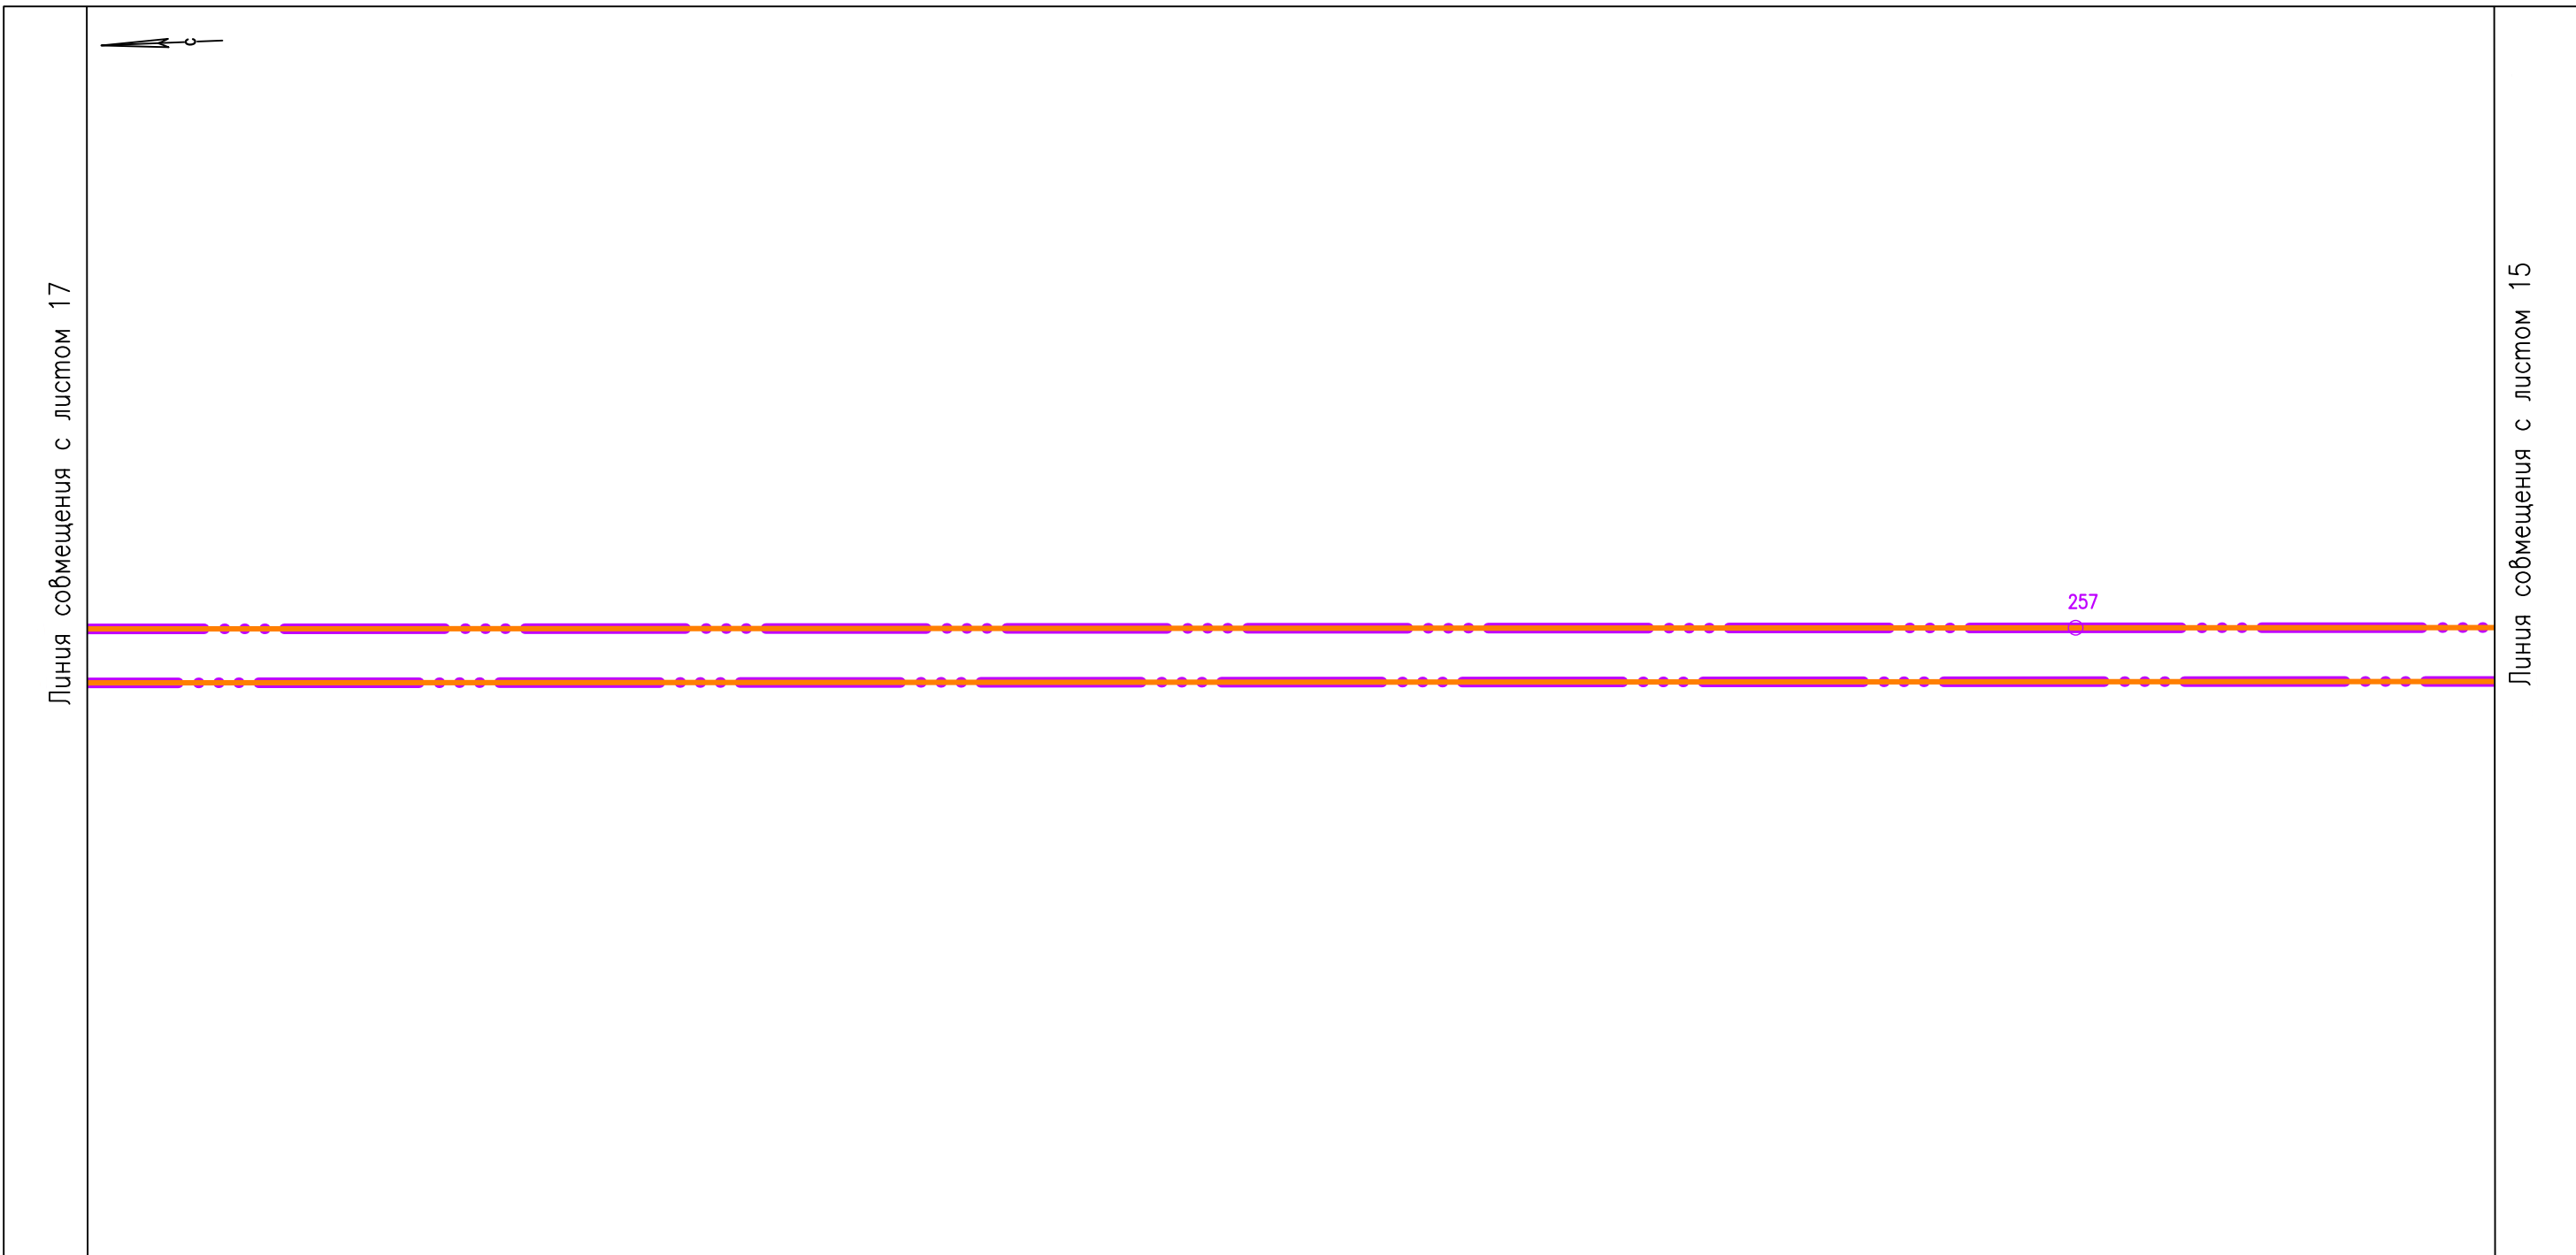 с
Линия совмещения с листом 17
257
Линия совмещения с листом 15